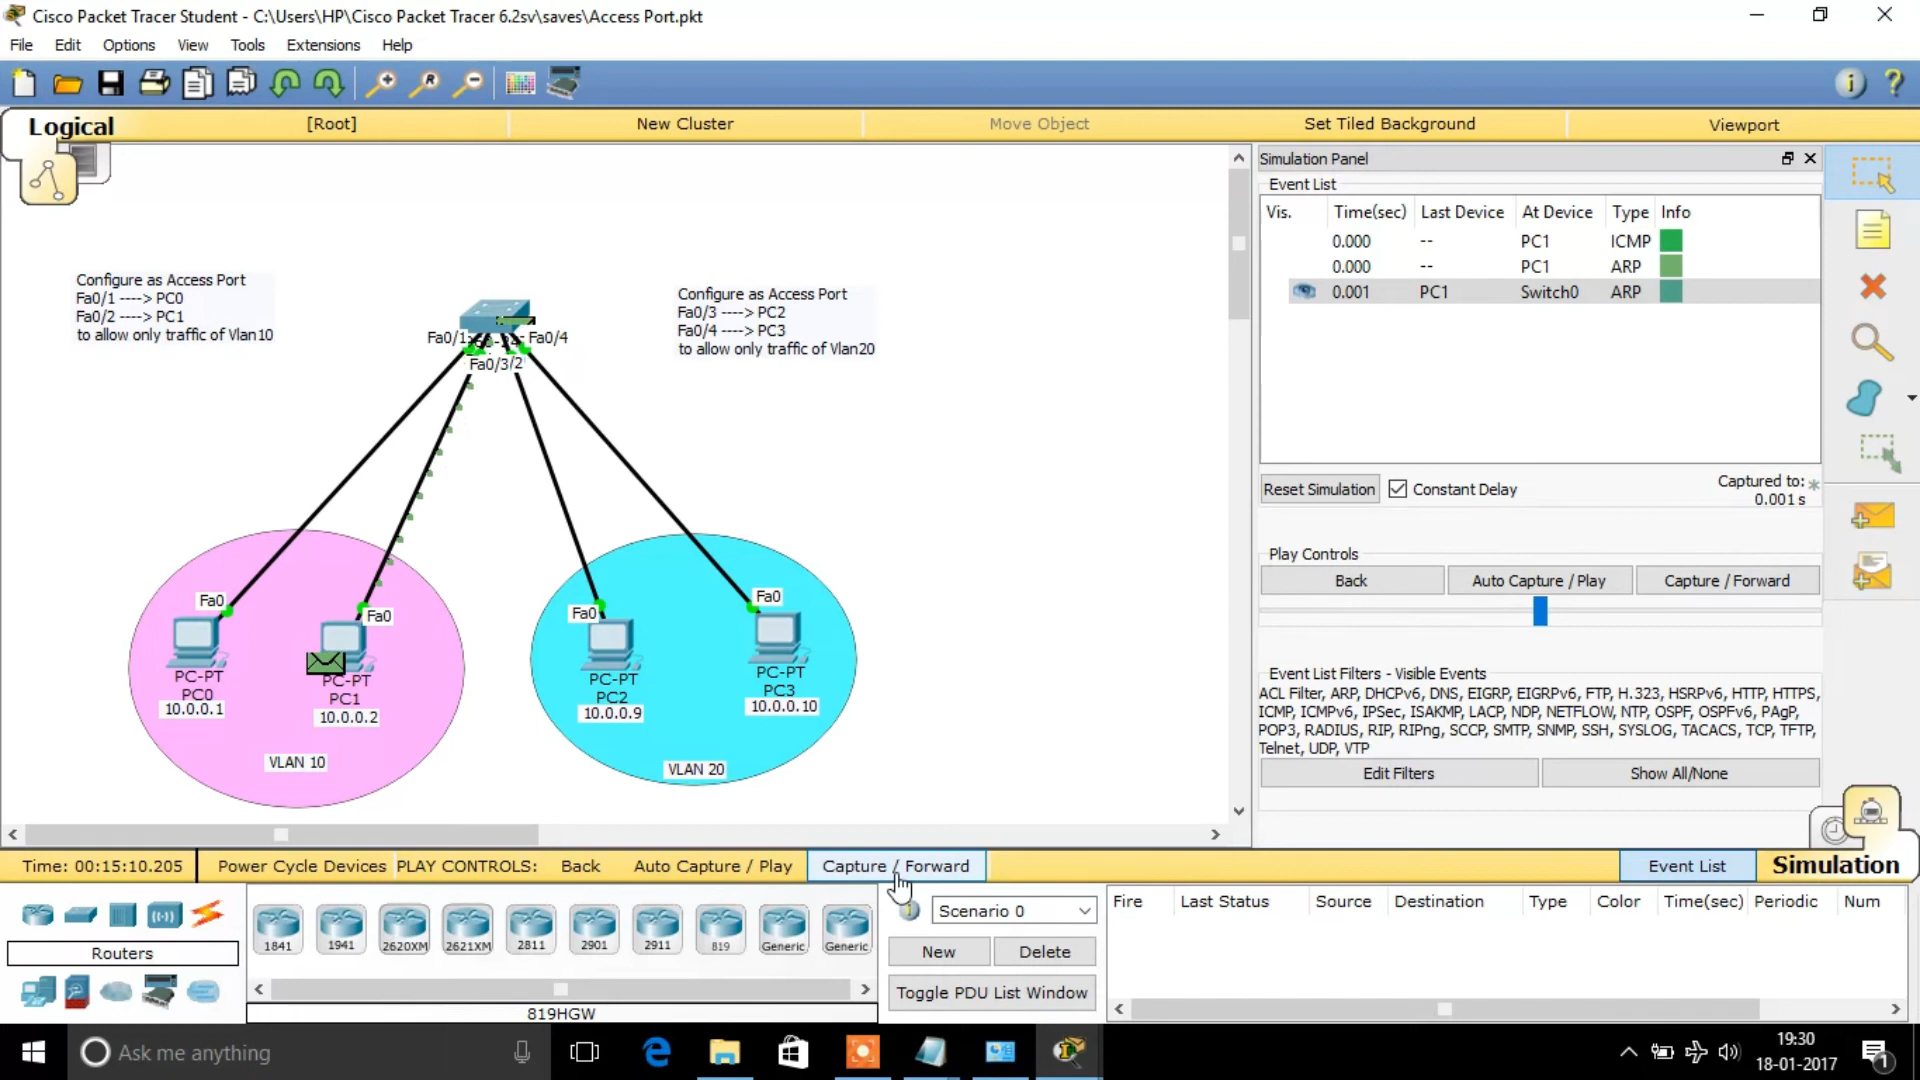 Cisco Packet Tracer Student - C:\Users\HP\Cisco Packet Tracer 6.2sv\saves\Access Port.pkt
File Edit Options View Tools Extensions Help
Logical [Root] New Cluster Move Object Set Tiled Background Viewport
Configure as Access Port
Fa0/1 ----> PC0
Fa0/2 ----> PC1
to allow only traffic of Vlan10
Configure as Access Port
Fa0/3 ----> PC2
Fa0/4 ----> PC3
to allow only traffic of Vlan20
Fa0/1 Fa0/4
Fa0/3/2
Fa0
PC-PT
PC0
10.0.0.1
Fa0
PC-PT
PC1
10.0.0.2
VLAN 10
Fa0
PC-PT
PC2
10.0.0.9
Fa0
PC-PT
PC3
10.0.0.10
VLAN 20
Simulation Panel
Event List
Vis. Time(sec) Last Device At Device Type Info
0.000 -- PC1 ICMP
0.000 -- PC1 ARP
0.001 PC1 Switch0 ARP
Reset Simulation Constant Delay Captured to: *
0.001 s
Play Controls
Back Auto Capture / Play Capture / Forward
Event List Filters - Visible Events
ACL Filter, ARP, DHCPv6, DNS, EIGRP, EIGRPv6, FTP, H.323, HSRPv6, HTTP, HTTPS,
ICMP, ICMPv6, IPSec, ISAKMP, LACP, NDP, NETFLOW, NTP, OSPF, OSPFv6, PAgP,
POP3, RADIUS, RIP, RIPng, SCCP, SMTP, SNMP, SSH, SYSLOG, TACACS, TCP, TFTP,
Telnet, UDP, VTP
Edit Filters Show All/None
Time: 00:15:10.205 Power Cycle Devices PLAY CONTROLS: Back Auto Capture / Play Capture / Forward Event List Simulation
Routers
1841 1941 2620XM 2621XM 2811 2901 2911 819 Generic Generic
819HGW
Scenario 0
New Delete
Toggle PDU List Window
Fire Last Status Source Destination Type Color Time(sec) Periodic Num
Ask me anything
19:30
18-01-2017
1